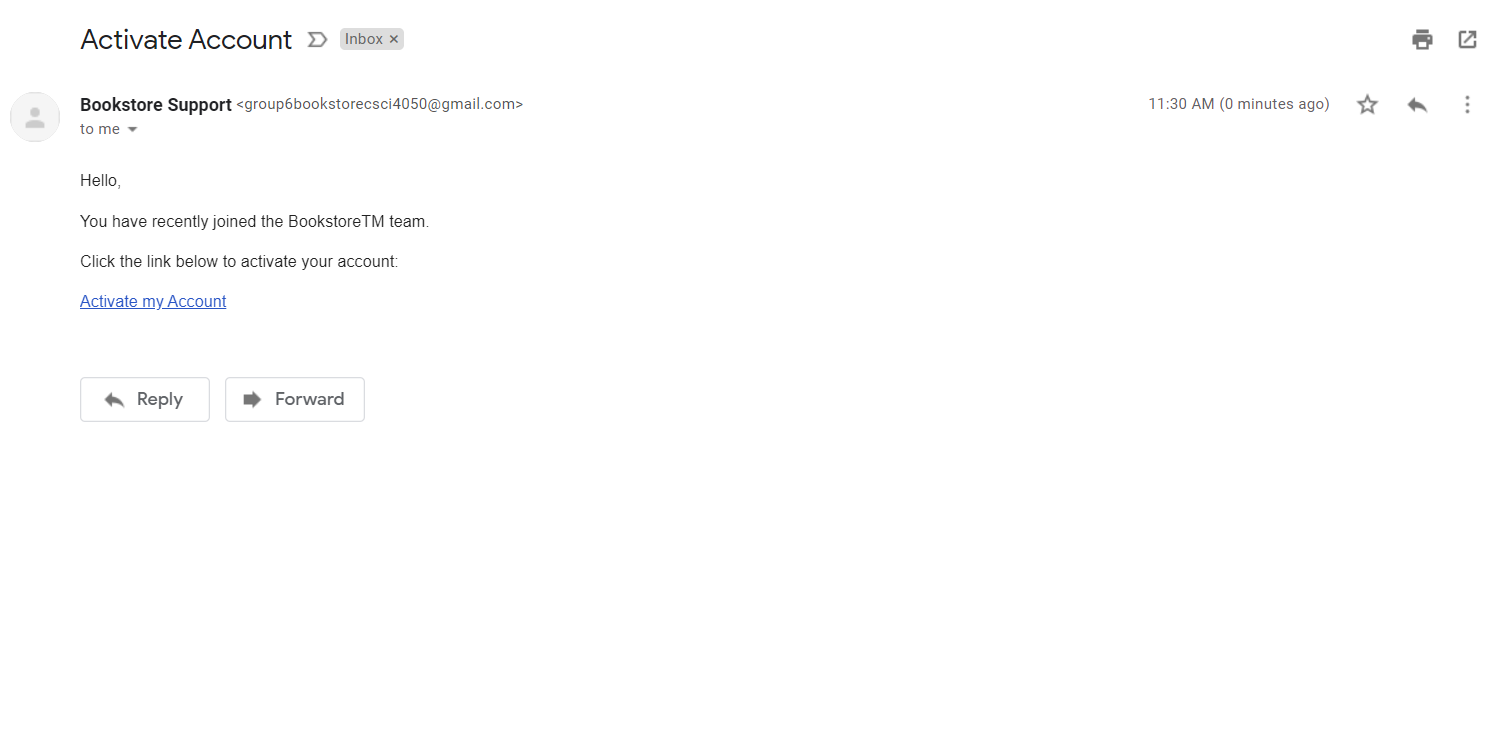 Activate Account Inbox ×
Bookstore Support <group6bookstorecsci4050@gmail.com> 11:30 AM (0 minutes ago)
to me
Hello,
You have recently joined the BookstoreTM team.
Click the link below to activate your account:
Activate my Account
Reply Forward